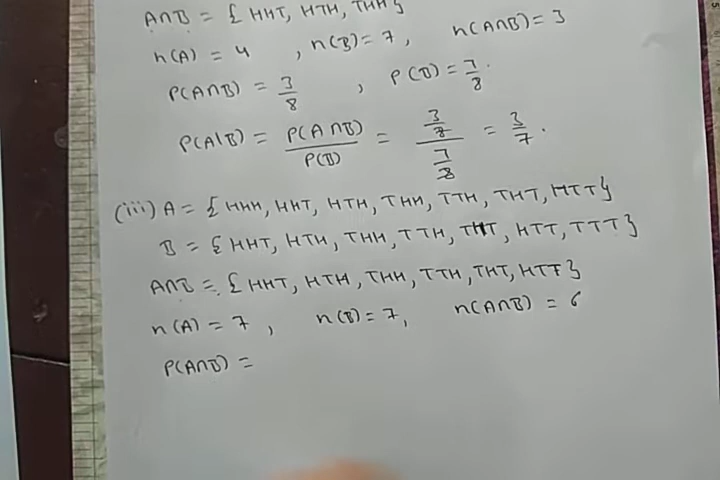 A∩B = { HHT, HTH, THH }
n(A) = 4 , n(B) = 7 , n(A∩B) = 3
P(A∩B) = 3/8 , P(B) = 7/8 .
P(A|B) = P(A∩B)/P(B) = (3/8)/(7/8) = 3/7 .
(iii) A = { HHH, HHT, HTH, THH, TTH, THT, HTT }
B = { HHT, HTH, THH, TTH, THT, HTT, TTT }
A∩B = { HHT, HTH, THH, TTH, THT, HTT }
n(A) = 7 , n(B) = 7 , n(A∩B) = 6
P(A∩B) =